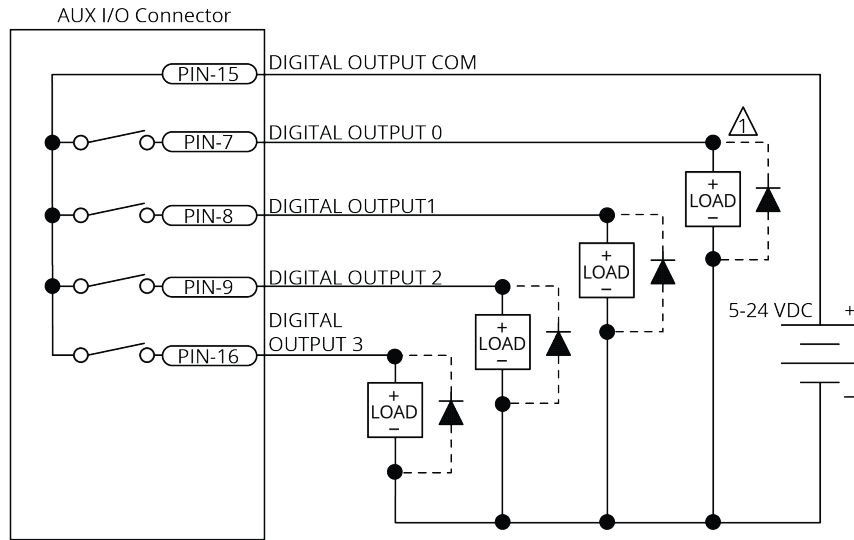 AUX I/O Connector
PIN-15
DIGITAL OUTPUT COM
PIN-7
DIGITAL OUTPUT 0
1
+
LOAD
–
PIN-8
DIGITAL OUTPUT1
+
LOAD
–
PIN-9
DIGITAL OUTPUT 2
+
LOAD
–
5-24 VDC
+
–
DIGITAL
OUTPUT 3
PIN-16
+
LOAD
–